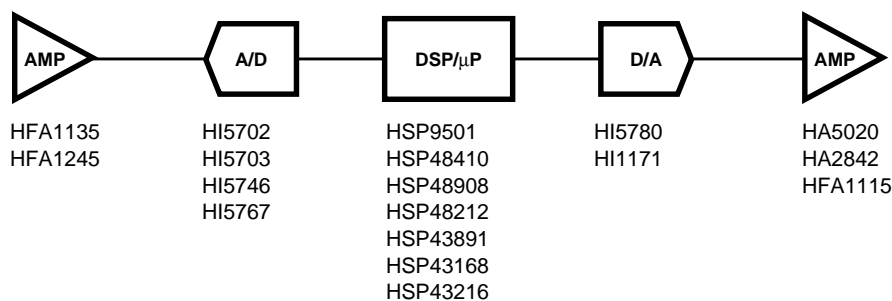 AMP A/D DSP/μP D/A AMP
HFA1135 HI5702 HSP9501 HI5780 HA5020
HFA1245 HI5703 HSP48410 HI1171 HA2842
HI5746 HSP48908 HFA1115
HI5767 HSP48212
HSP43891
HSP43168
HSP43216